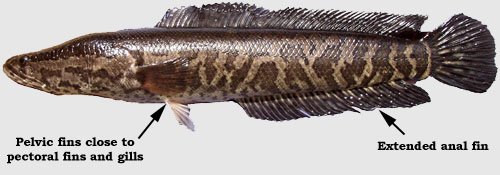 Pelvic fins close to
pectoral fins and gills
Extended anal fin